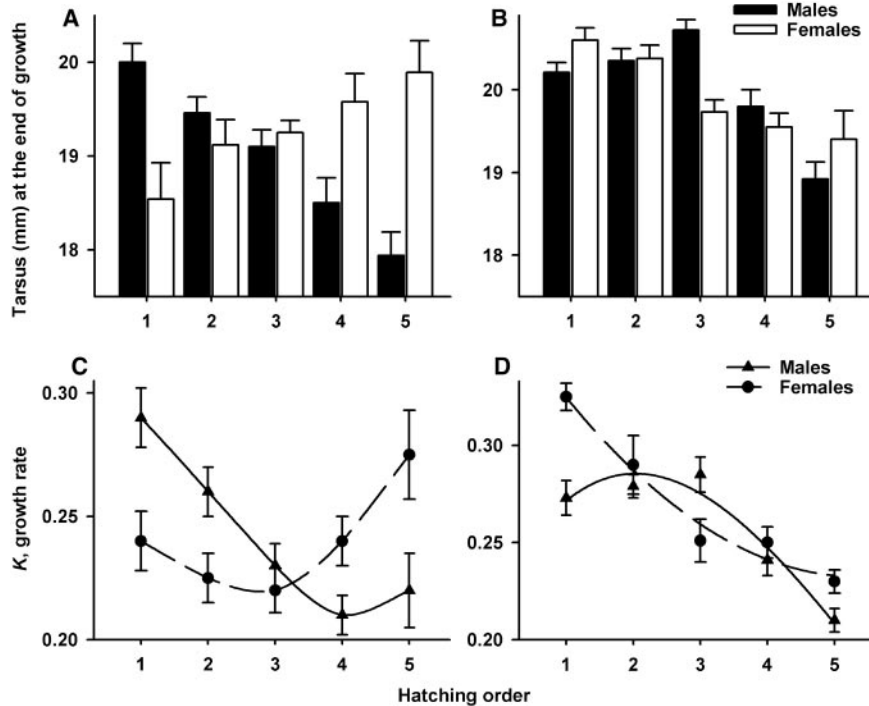 A
B
Males
Females
Tarsus (mm) at the end of growth
20
19
18
20
19
18
1 2 3 4 5
1 2 3 4 5
C
D
Males
Females
K, growth rate
0.30
0.25
0.20
0.30
0.25
0.20
1 2 3 4 5
1 2 3 4 5
Hatching order